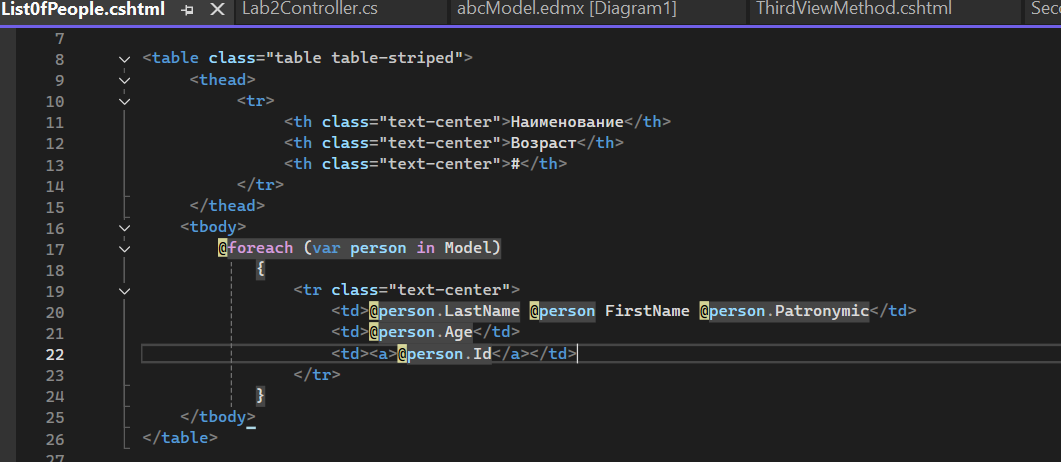 List0fPeople.cshtml Lab2Controller.cs abcModel.edmx [Diagram1] ThirdViewMethod.cshtml Sec
7
8 <table class="table table-striped">
9 <thead>
10 <tr>
11 <th class="text-center">Наименование</th>
12 <th class="text-center">Возраст</th>
13 <th class="text-center">#</th>
14 </tr>
15 </thead>
16 <tbody>
17 @foreach (var person in Model)
18 {
19 <tr class="text-center">
20 <td>@person.LastName @person FirstName @person.Patronymic</td>
21 <td>@person.Age</td>
22 <td><a>@person.Id</a></td>
23 </tr>
24 }
25 </tbody>
26 </table>
27